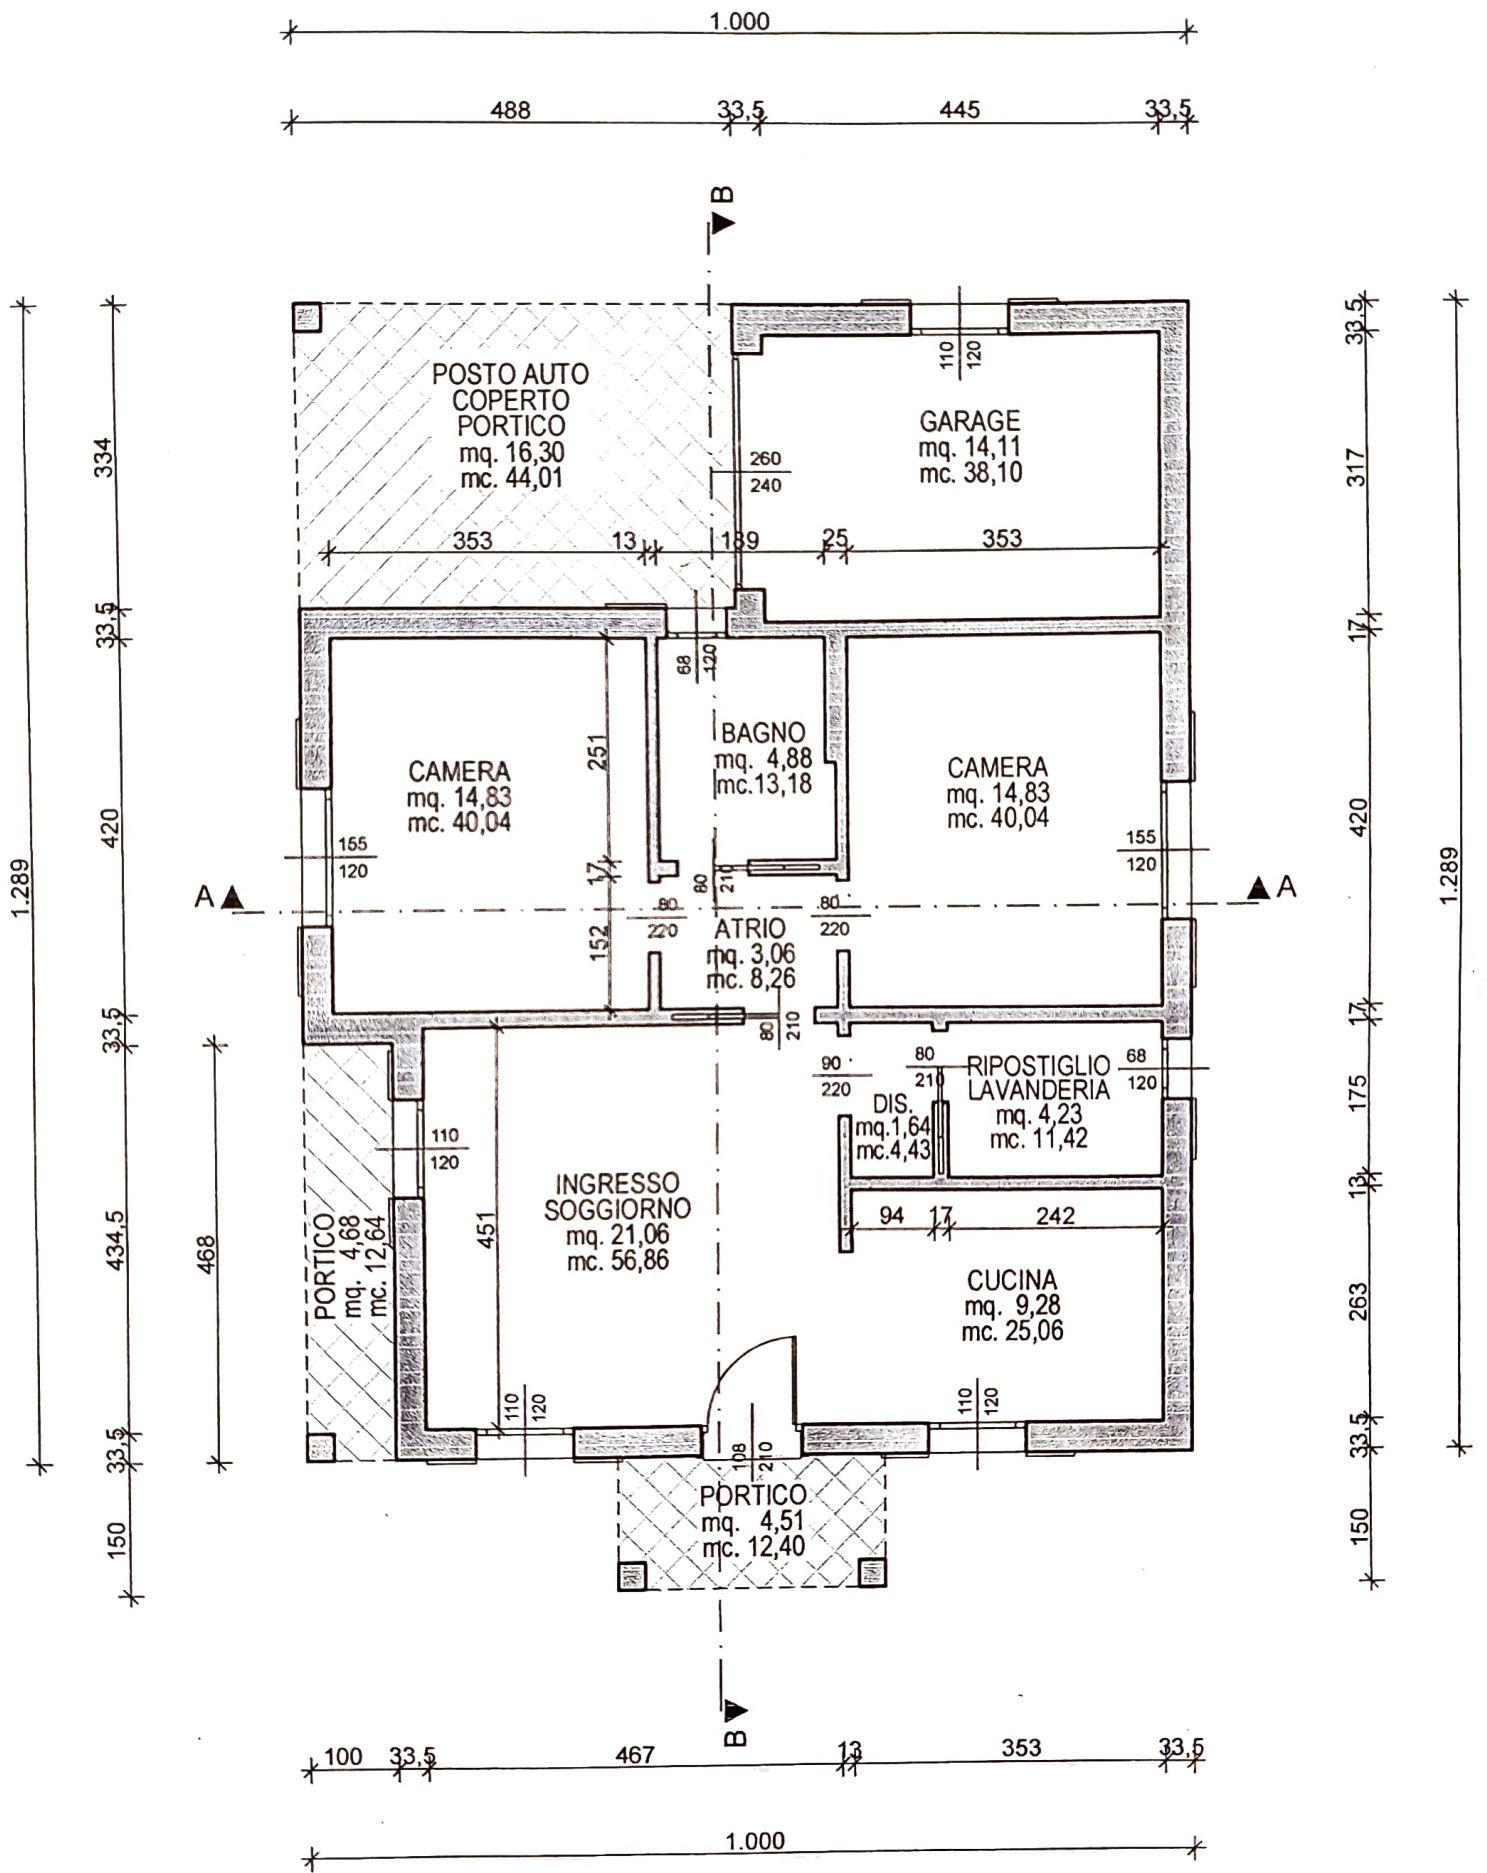 1.000
488
33,5
445
33,5
B
POSTO AUTO
COPERTO
PORTICO
mq. 16,30
mc. 44,01
GARAGE
mq. 14,11
mc. 38,10
110
120
260
240
353
13
189
25
353
1.289
334
33,5
420
33,5
434,5
33,5
150
468
33,5
317
17
420
17
175
13
263
33,5
150
1.289
68
120
CAMERA
mq. 14,83
mc. 40,04
251
17
152
BAGNO
mq. 4,88
mc.13,18
CAMERA
mq. 14,83
mc. 40,04
155
120
155
120
A
A
80
210
80
220
80
220
ATRIO
mq. 3,06
mc. 8,26
80
210
90
220
80
210
RIPOSTIGLIO
LAVANDERIA
mq. 4,23
mc. 11,42
68
120
DIS.
mq.1,64
mc.4,43
110
120
INGRESSO
SOGGIORNO
mq. 21,06
mc. 56,86
451
PORTICO
mq. 4,68
mc. 12,64
94
17
242
CUCINA
mq. 9,28
mc. 25,06
110
120
110
120
108
210
PORTICO
mq. 4,51
mc. 12,40
B
100
33,5
467
13
353
33,5
1.000